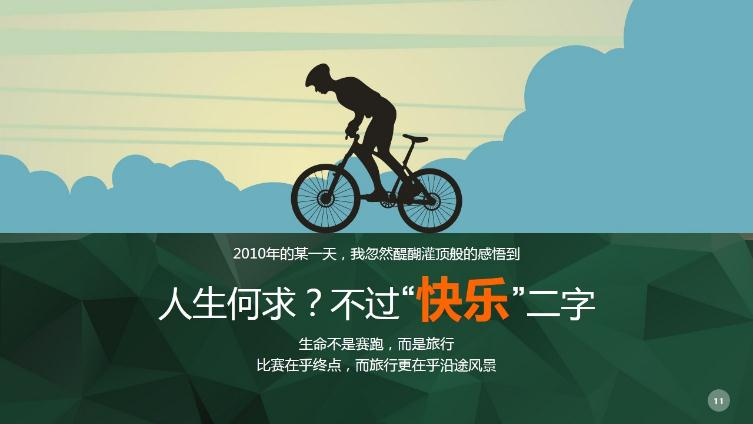 2010年的某一天，我忽然醍醐灌顶般的感悟到
人生何求？不过“快乐”二字
生命不是赛跑，而是旅行
比赛在乎终点，而旅行更在乎沿途风景
11